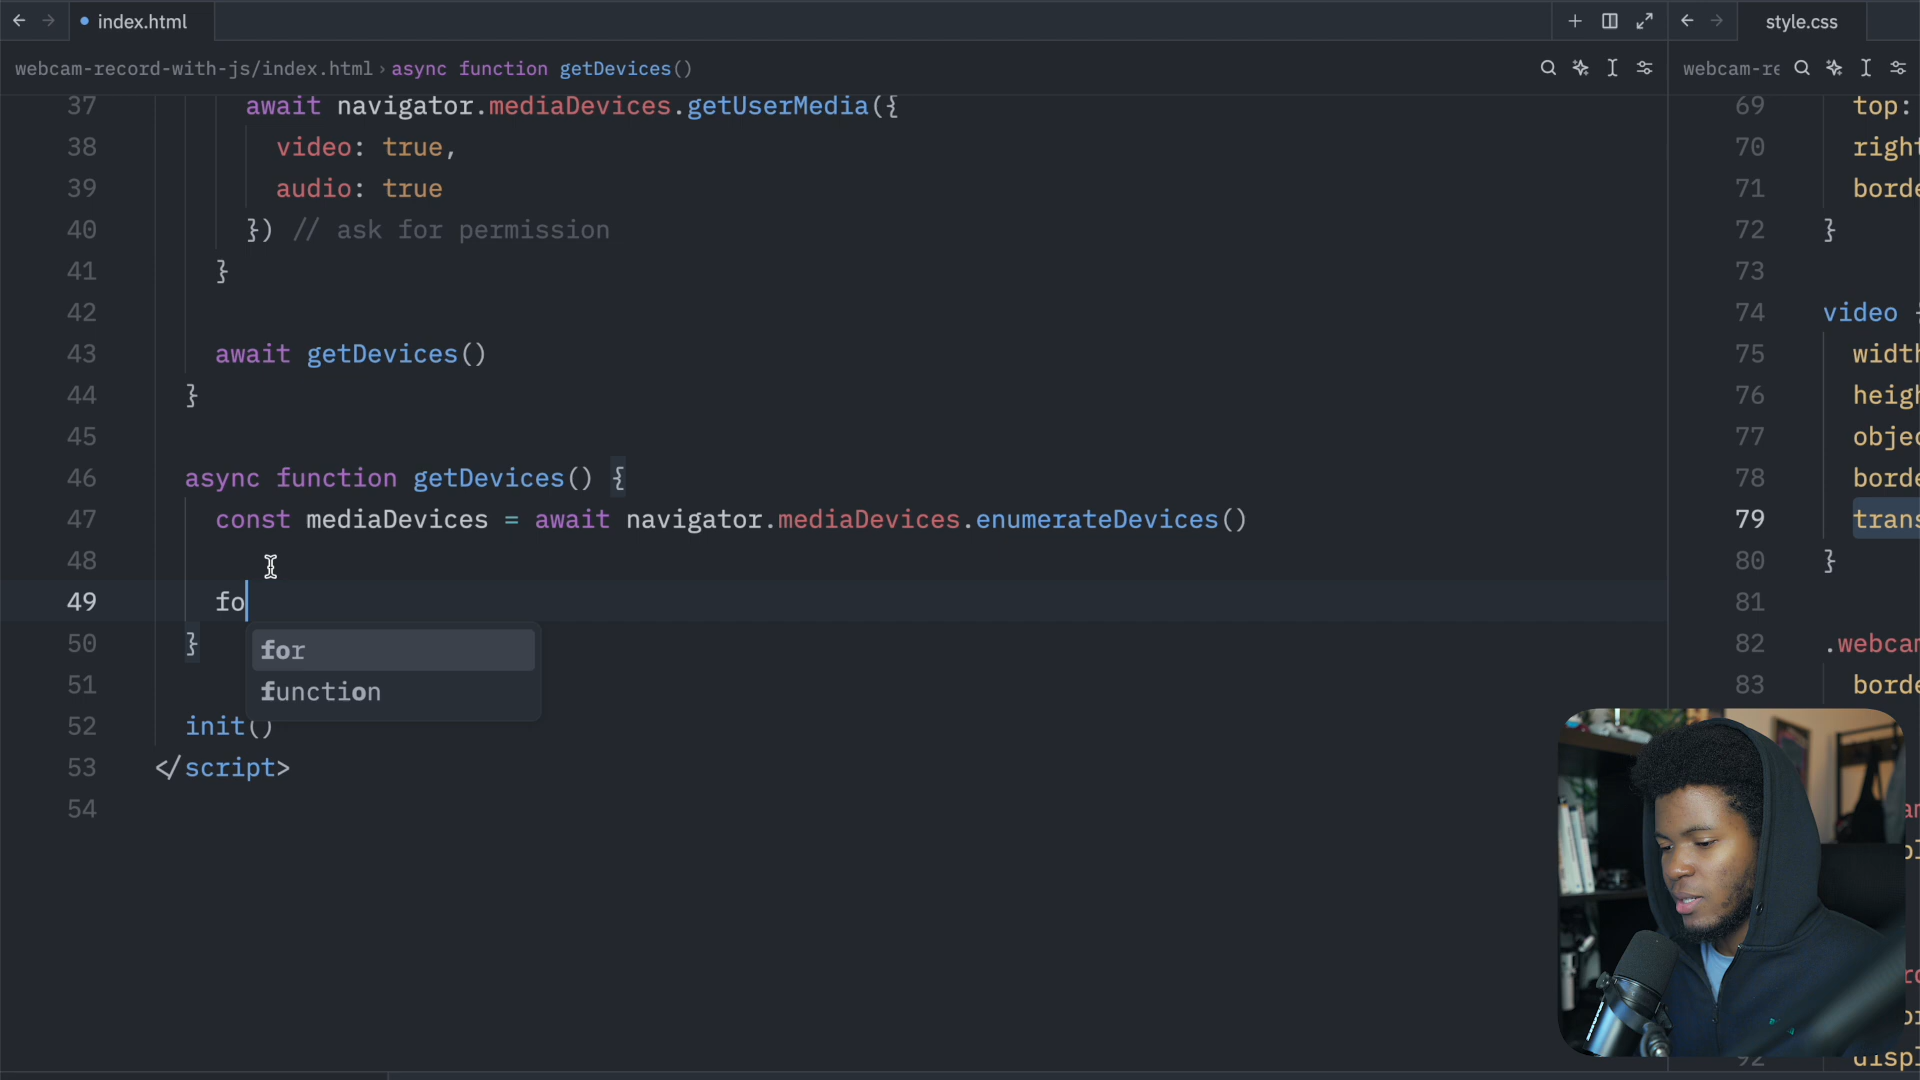 index.html
style.css
webcam-record-with-js/index.html › async function getDevices()
webcam-re
37 await navigator.mediaDevices.getUserMedia({
38 video: true,
39 audio: true
40 }) // ask for permission
41 }
42
43 await getDevices()
44 }
45
46 async function getDevices() {
47 const mediaDevices = await navigator.mediaDevices.enumerateDevices()
48
49 fo
for
function
50 }
51
52 init()
53 </script>
54
69 top:
70 right
71 borde
72 }
73
74 video {
75 width
76 heigh
77 objec
78 borde
79 trans
80 }
81
82 .webcam
83 borde
92 displ